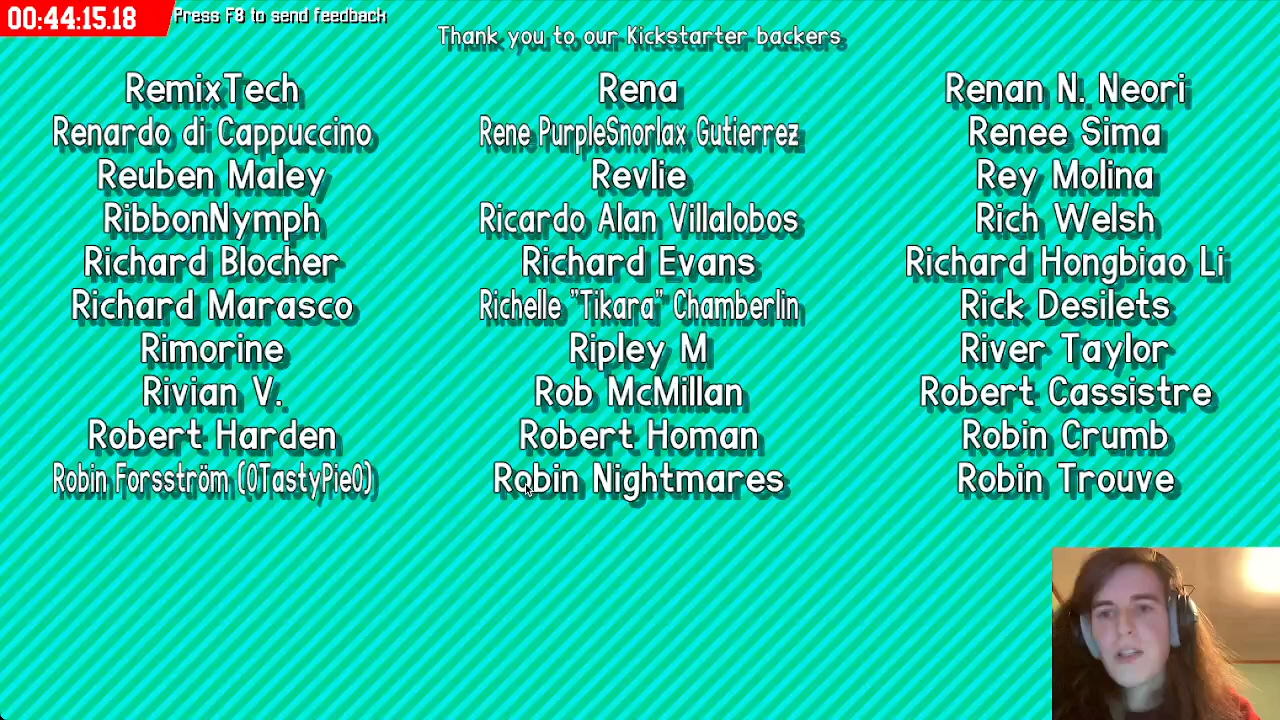 00:44:15.18
Press F8 to send feedback
Thank you to our Kickstarter backers
RemixTech
Rena
Renan N. Neori
Renardo di Cappuccino
Rene PurpleSnorlax Gutierrez
Renee Sima
Reuben Maley
Revlie
Rey Molina
RibbonNymph
Ricardo Alan Villalobos
Rich Welsh
Richard Blocher
Richard Evans
Richard Hongbiao Li
Richard Marasco
Richelle "Tikara" Chamberlin
Rick Desilets
Rimorine
Ripley M
River Taylor
Rivian V.
Rob McMillan
Robert Cassistre
Robert Harden
Robert Homan
Robin Crumb
Robin Forsström (0TastyPie0)
Robin Nightmares
Robin Trouve